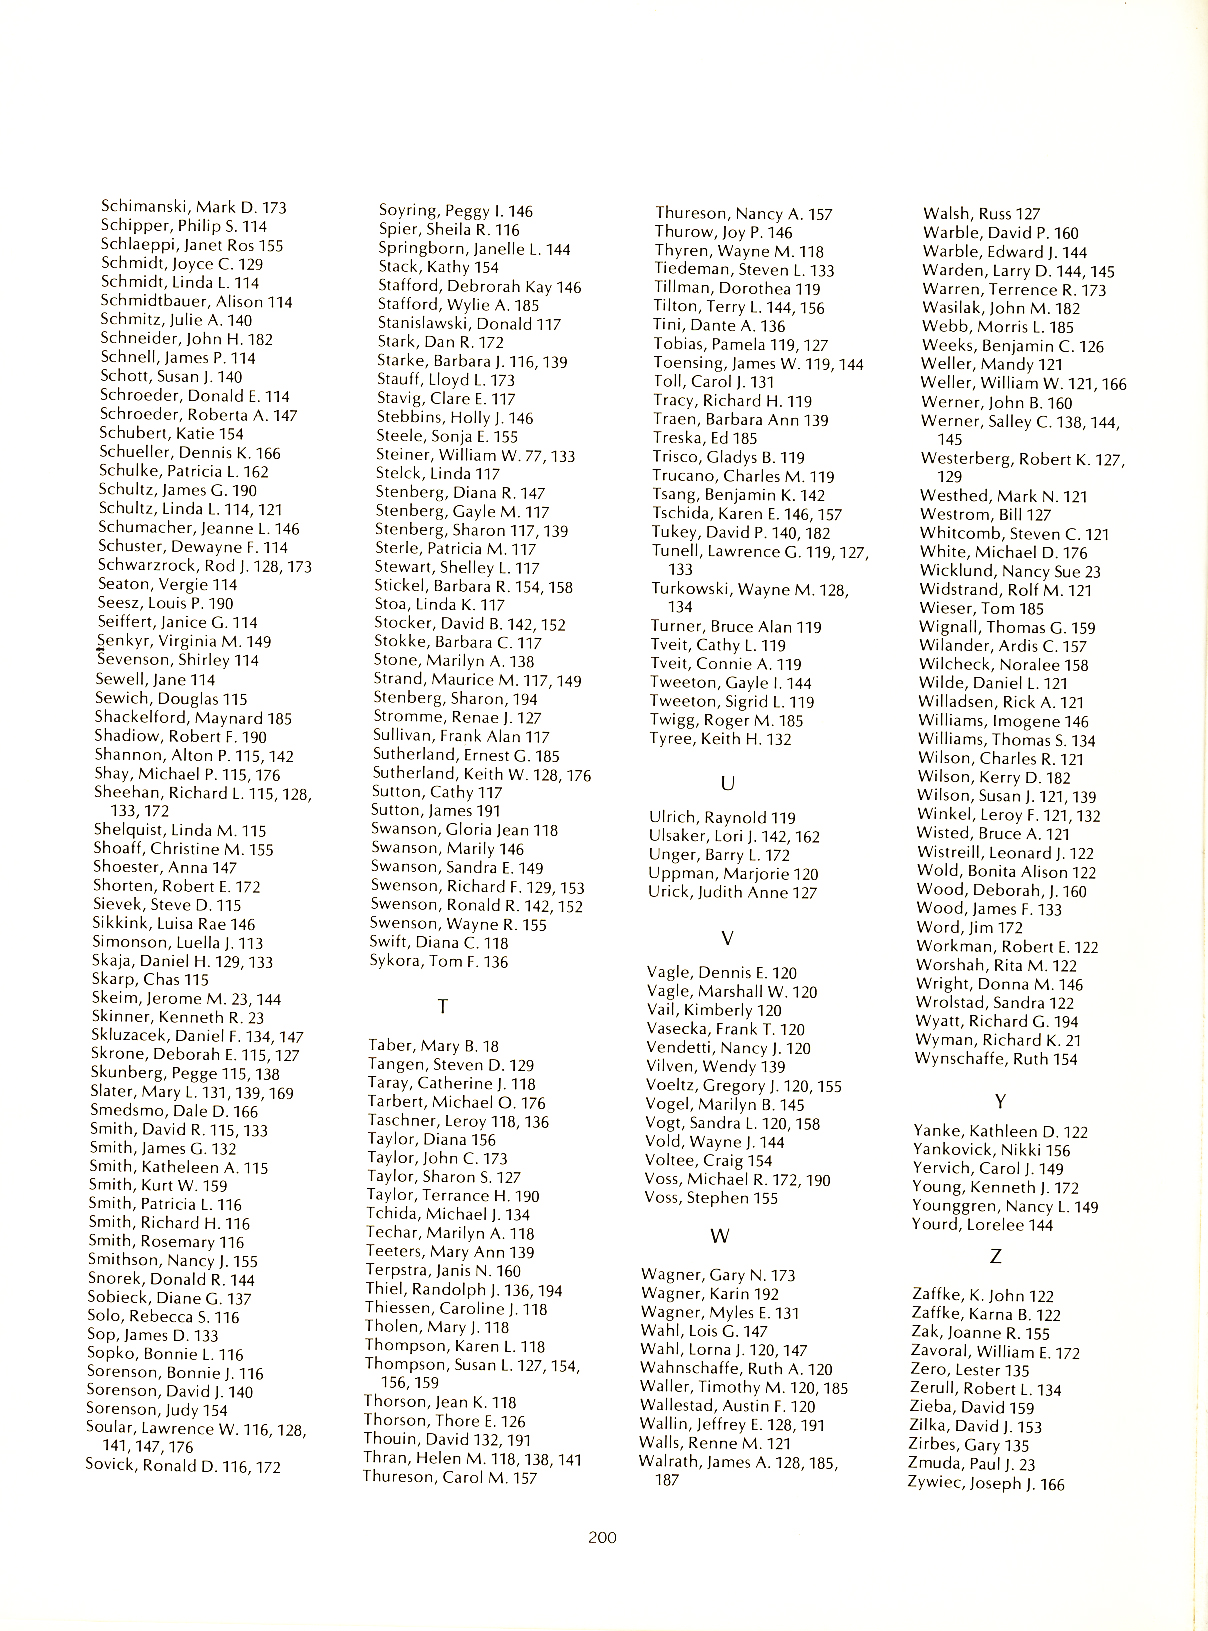 Schimanski, Mark D. 173
Schipper, Philip S. 114
Schlaeppi, Janet Ros 155
Schmidt, Joyce C. 129
Schmidt, Linda L. 114
Schmidtbauer, Alison 114
Schmitz, Julie A. 140
Schneider, John H. 182
Schnell, James P. 114
Schott, Susan J. 140
Schroeder, Donald E. 114
Schroeder, Roberta A. 147
Schubert, Katie 154
Schueller, Dennis K. 166
Schulke, Patricia L. 162
Schultz, James G. 190
Schultz, Linda L. 114, 121
Schumacher, Jeanne L. 146
Schuster, Dewayne F. 114
Schwarzrock, Rod J. 128, 173
Seaton, Vergie 114
Seesz, Louis P. 190
Seiffert, Janice G. 114
Senkyr, Virginia M. 149
Sevenson, Shirley 114
Sewell, Jane 114
Sewich, Douglas 115
Shackelford, Maynard 185
Shadiow, Robert F. 190
Shannon, Alton P. 115, 142
Shay, Michael P. 115, 176
Sheehan, Richard L. 115, 128,
133, 172
Shelquist, Linda M. 115
Shoaff, Christine M. 155
Shoester, Anna 147
Shorten, Robert E. 172
Sievek, Steve D. 115
Sikkink, Luisa Rae 146
Simonson, Luella J. 113
Skaja, Daniel H. 129, 133
Skarp, Chas 115
Skeim, Jerome M. 23, 144
Skinner, Kenneth R. 23
Skluzacek, Daniel F. 134, 147
Skrone, Deborah E. 115, 127
Skunberg, Pegge 115, 138
Slater, Mary L. 131, 139, 169
Smedsmo, Dale D. 166
Smith, David R. 115, 133
Smith, James G. 132
Smith, Katheleen A. 115
Smith, Kurt W. 159
Smith, Patricia L. 116
Smith, Richard H. 116
Smith, Rosemary 116
Smithson, Nancy J. 155
Snorek, Donald R. 144
Sobieck, Diane G. 137
Solo, Rebecca S. 116
Sop, James D. 133
Sopko, Bonnie L. 116
Sorenson, Bonnie J. 116
Sorenson, David J. 140
Sorenson, Judy 154
Soular, Lawrence W. 116, 128,
141, 147, 176
Sovick, Ronald D. 116, 172
Soyring, Peggy I. 146
Spier, Sheila R. 116
Springborn, Janelle L. 144
Stack, Kathy 154
Stafford, Debrorah Kay 146
Stafford, Wylie A. 185
Stanislawski, Donald 117
Stark, Dan R. 172
Starke, Barbara J. 116, 139
Stauff, Lloyd L. 173
Stavig, Clare E. 117
Stebbins, Holly J. 146
Steele, Sonja E. 155
Steiner, William W. 77, 133
Stelck, Linda 117
Stenberg, Diana R. 147
Stenberg, Gayle M. 117
Stenberg, Sharon 117, 139
Sterle, Patricia M. 117
Stewart, Shelley L. 117
Stickel, Barbara R. 154, 158
Stoa, Linda K. 117
Stocker, David B. 142, 152
Stokke, Barbara C. 117
Stone, Marilyn A. 138
Strand, Maurice M. 117, 149
Stenberg, Sharon, 194
Stromme, Renae J. 127
Sullivan, Frank Alan 117
Sutherland, Ernest G. 185
Sutherland, Keith W. 128, 176
Sutton, Cathy 117
Sutton, James 191
Swanson, Gloria Jean 118
Swanson, Marily 146
Swanson, Sandra E. 149
Swenson, Richard F. 129, 153
Swenson, Ronald R. 142, 152
Swenson, Wayne R. 155
Swift, Diana C. 118
Sykora, Tom F. 136
T
Taber, Mary B. 18
Tangen, Steven D. 129
Taray, Catherine J. 118
Tarbert, Michael O. 176
Taschner, Leroy 118, 136
Taylor, Diana 156
Taylor, John C. 173
Taylor, Sharon S. 127
Taylor, Terrance H. 190
Tchida, Michael J. 134
Techar, Marilyn A. 118
Teeters, Mary Ann 139
Terpstra, Janis N. 160
Thiel, Randolph J. 136, 194
Thiessen, Caroline J. 118
Tholen, Mary J. 118
Thompson, Karen L. 118
Thompson, Susan L. 127, 154,
156, 159
Thorson, Jean K. 118
Thorson, Thore E. 126
Thouin, David 132, 191
Thran, Helen M. 118, 138, 141
Thureson, Carol M. 157
Thureson, Nancy A. 157
Thurow, Joy P. 146
Thyren, Wayne M. 118
Tiedeman, Steven L. 133
Tillman, Dorothea 119
Tilton, Terry L. 144, 156
Tini, Dante A. 136
Tobias, Pamela 119, 127
Toensing, James W. 119, 144
Toll, Carol J. 131
Tracy, Richard H. 119
Traen, Barbara Ann 139
Treska, Ed 185
Trisco, Gladys B. 119
Trucano, Charles M. 119
Tsang, Benjamin K. 142
Tschida, Karen E. 146, 157
Tukey, David P. 140, 182
Tunell, Lawrence G. 119, 127,
133
Turkowski, Wayne M. 128,
134
Turner, Bruce Alan 119
Tveit, Cathy L. 119
Tveit, Connie A. 119
Tweeton, Gayle I. 144
Tweeton, Sigrid L. 119
Twigg, Roger M. 185
Tyree, Keith H. 132
U
Ulrich, Raynold 119
Ulsaker, Lori J. 142, 162
Unger, Barry L. 172
Uppman, Marjorie 120
Urick, Judith Anne 127
V
Vagle, Dennis E. 120
Vagle, Marshall W. 120
Vail, Kimberly 120
Vasecka, Frank T. 120
Vendetti, Nancy J. 120
Vilven, Wendy 139
Voeltz, Gregory J. 120, 155
Vogel, Marilyn B. 145
Vogt, Sandra L. 120, 158
Vold, Wayne J. 144
Voltee, Craig 154
Voss, Michael R. 172, 190
Voss, Stephen 155
W
Wagner, Gary N. 173
Wagner, Karin 192
Wagner, Myles E. 131
Wahl, Lois G. 147
Wahl, Lorna J. 120, 147
Wahnschaffe, Ruth A. 120
Waller, Timothy M. 120, 185
Wallestad, Austin F. 120
Wallin, Jeffrey E. 128, 191
Walls, Renne M. 121
Walrath, James A. 128, 185,
187
Walsh, Russ 127
Warble, David P. 160
Warble, Edward J. 144
Warden, Larry D. 144, 145
Warren, Terrence R. 173
Wasilak, John M. 182
Webb, Morris L. 185
Weeks, Benjamin C. 126
Weller, Mandy 121
Weller, William W. 121, 166
Werner, John B. 160
Werner, Salley C. 138, 144,
145
Westerberg, Robert K. 127,
129
Westhed, Mark N. 121
Westrom, Bill 127
Whitcomb, Steven C. 121
White, Michael D. 176
Wicklund, Nancy Sue 23
Widstrand, Rolf M. 121
Wieser, Tom 185
Wignall, Thomas G. 159
Wilander, Ardis C. 157
Wilcheck, Noralee 158
Wilde, Daniel L. 121
Willadsen, Rick A. 121
Williams, Imogene 146
Williams, Thomas S. 134
Wilson, Charles R. 121
Wilson, Kerry D. 182
Wilson, Susan J. 121, 139
Winkel, Leroy F. 121, 132
Wisted, Bruce A. 121
Wistreill, Leonard J. 122
Wold, Bonita Alison 122
Wood, Deborah, J. 160
Wood, James F. 133
Word, Jim 172
Workman, Robert E. 122
Worshah, Rita M. 122
Wright, Donna M. 146
Wrolstad, Sandra 122
Wyatt, Richard G. 194
Wyman, Richard K. 21
Wynschaffe, Ruth 154
Y
Yanke, Kathleen D. 122
Yankovick, Nikki 156
Yervich, Carol J. 149
Young, Kenneth J. 172
Younggren, Nancy L. 149
Yourd, Lorelee 144
Z
Zaffke, K. John 122
Zaffke, Karna B. 122
Zak, Joanne R. 155
Zavoral, William E. 172
Zero, Lester 135
Zerull, Robert L. 134
Zieba, David 159
Zilka, David J. 153
Zirbes, Gary 135
Zmuda, Paul J. 23
Zywiec, Joseph J. 166
200